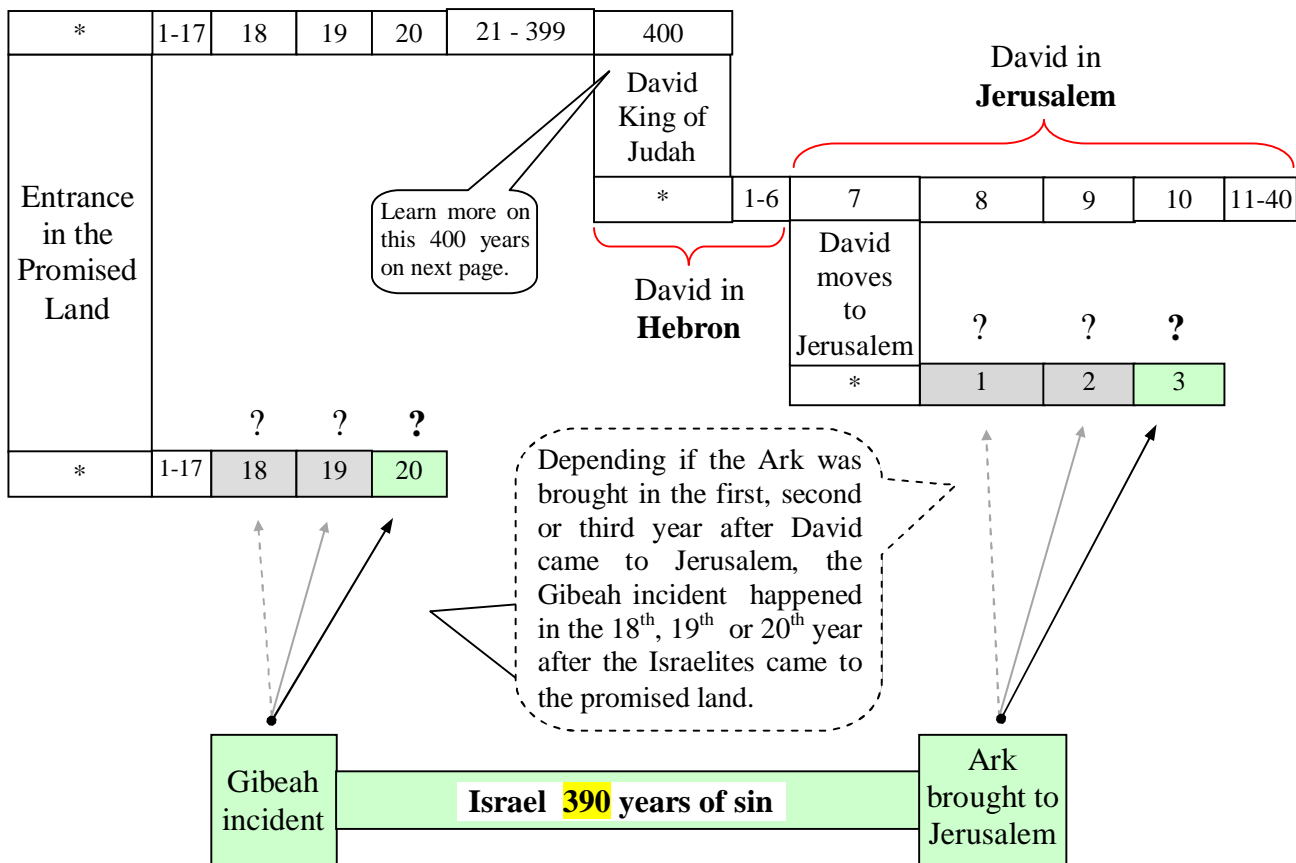 * 1-17 18 19 20 21 - 399 400
David
King of
Judah
David in
Jerusalem
* 1-6 7 8 9 10 11-40
Entrance
in the
Promised
Land
Learn more on
this 400 years
on next page.
David in
Hebron
David
moves
to
Jerusalem
? ? ?
* 1 2 3
? ? ?
* 1-17 18 19 20
Depending if the Ark was
brought in the first, second
or third year after David
came to Jerusalem, the
Gibeah incident happened
in the 18th, 19th or 20th year
after the Israelites came to
the promised land.
Gibeah
incident
Israel 390 years of sin
Ark
brought to
Jerusalem